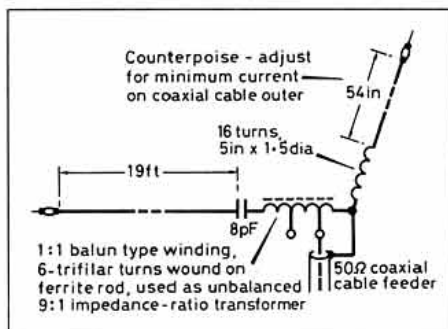 Counterpoise - adjust
for minimum current
on coaxial cable outer
54in
16 turns,
5in x 1·5dia
19ft
8pF
1:1 balun type winding,
6-trifilar turns wound on
ferrite rod, used as unbalanced
9:1 impedance-ratio transformer
50Ω coaxial
cable feeder